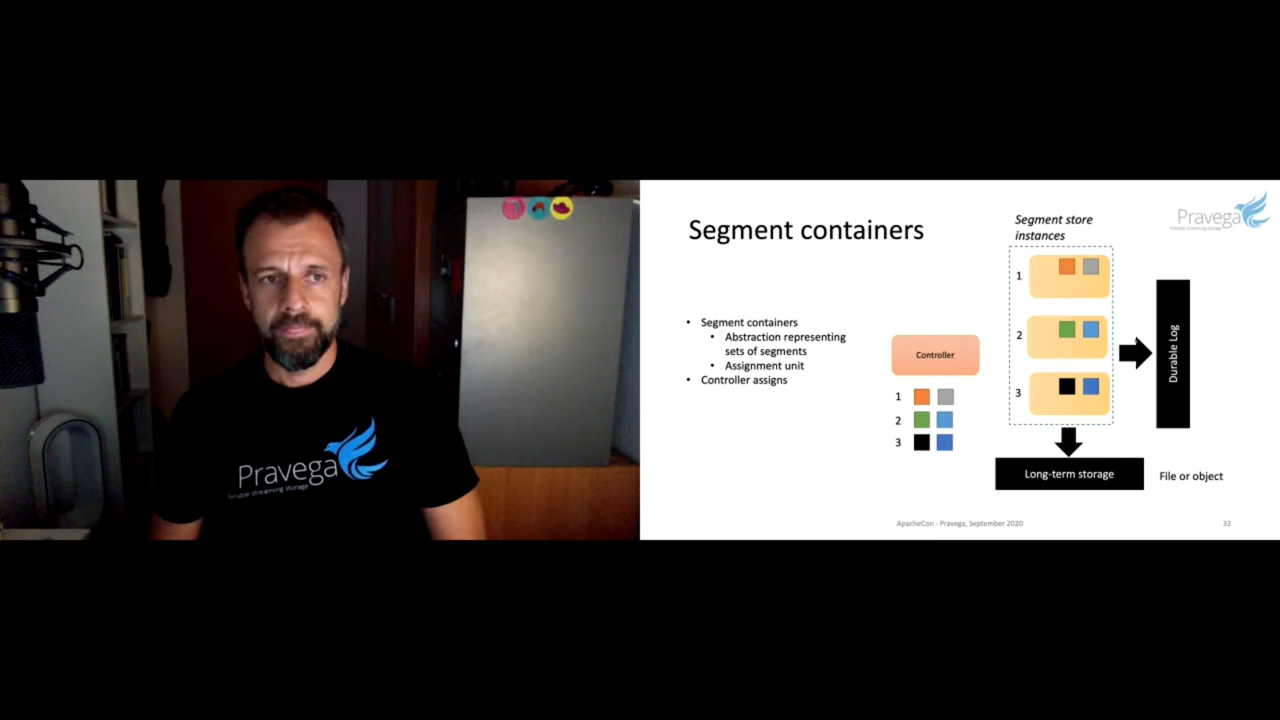 Pravega
Segment containers
Segment store
instances
Pravega
• Segment containers
• Abstraction representing
sets of segments
• Assignment unit
• Controller assigns
Controller
1
2
3
1
2
3
Durable Log
Long-term storage
File or object
ApacheCon - Pravega, September 2020
32